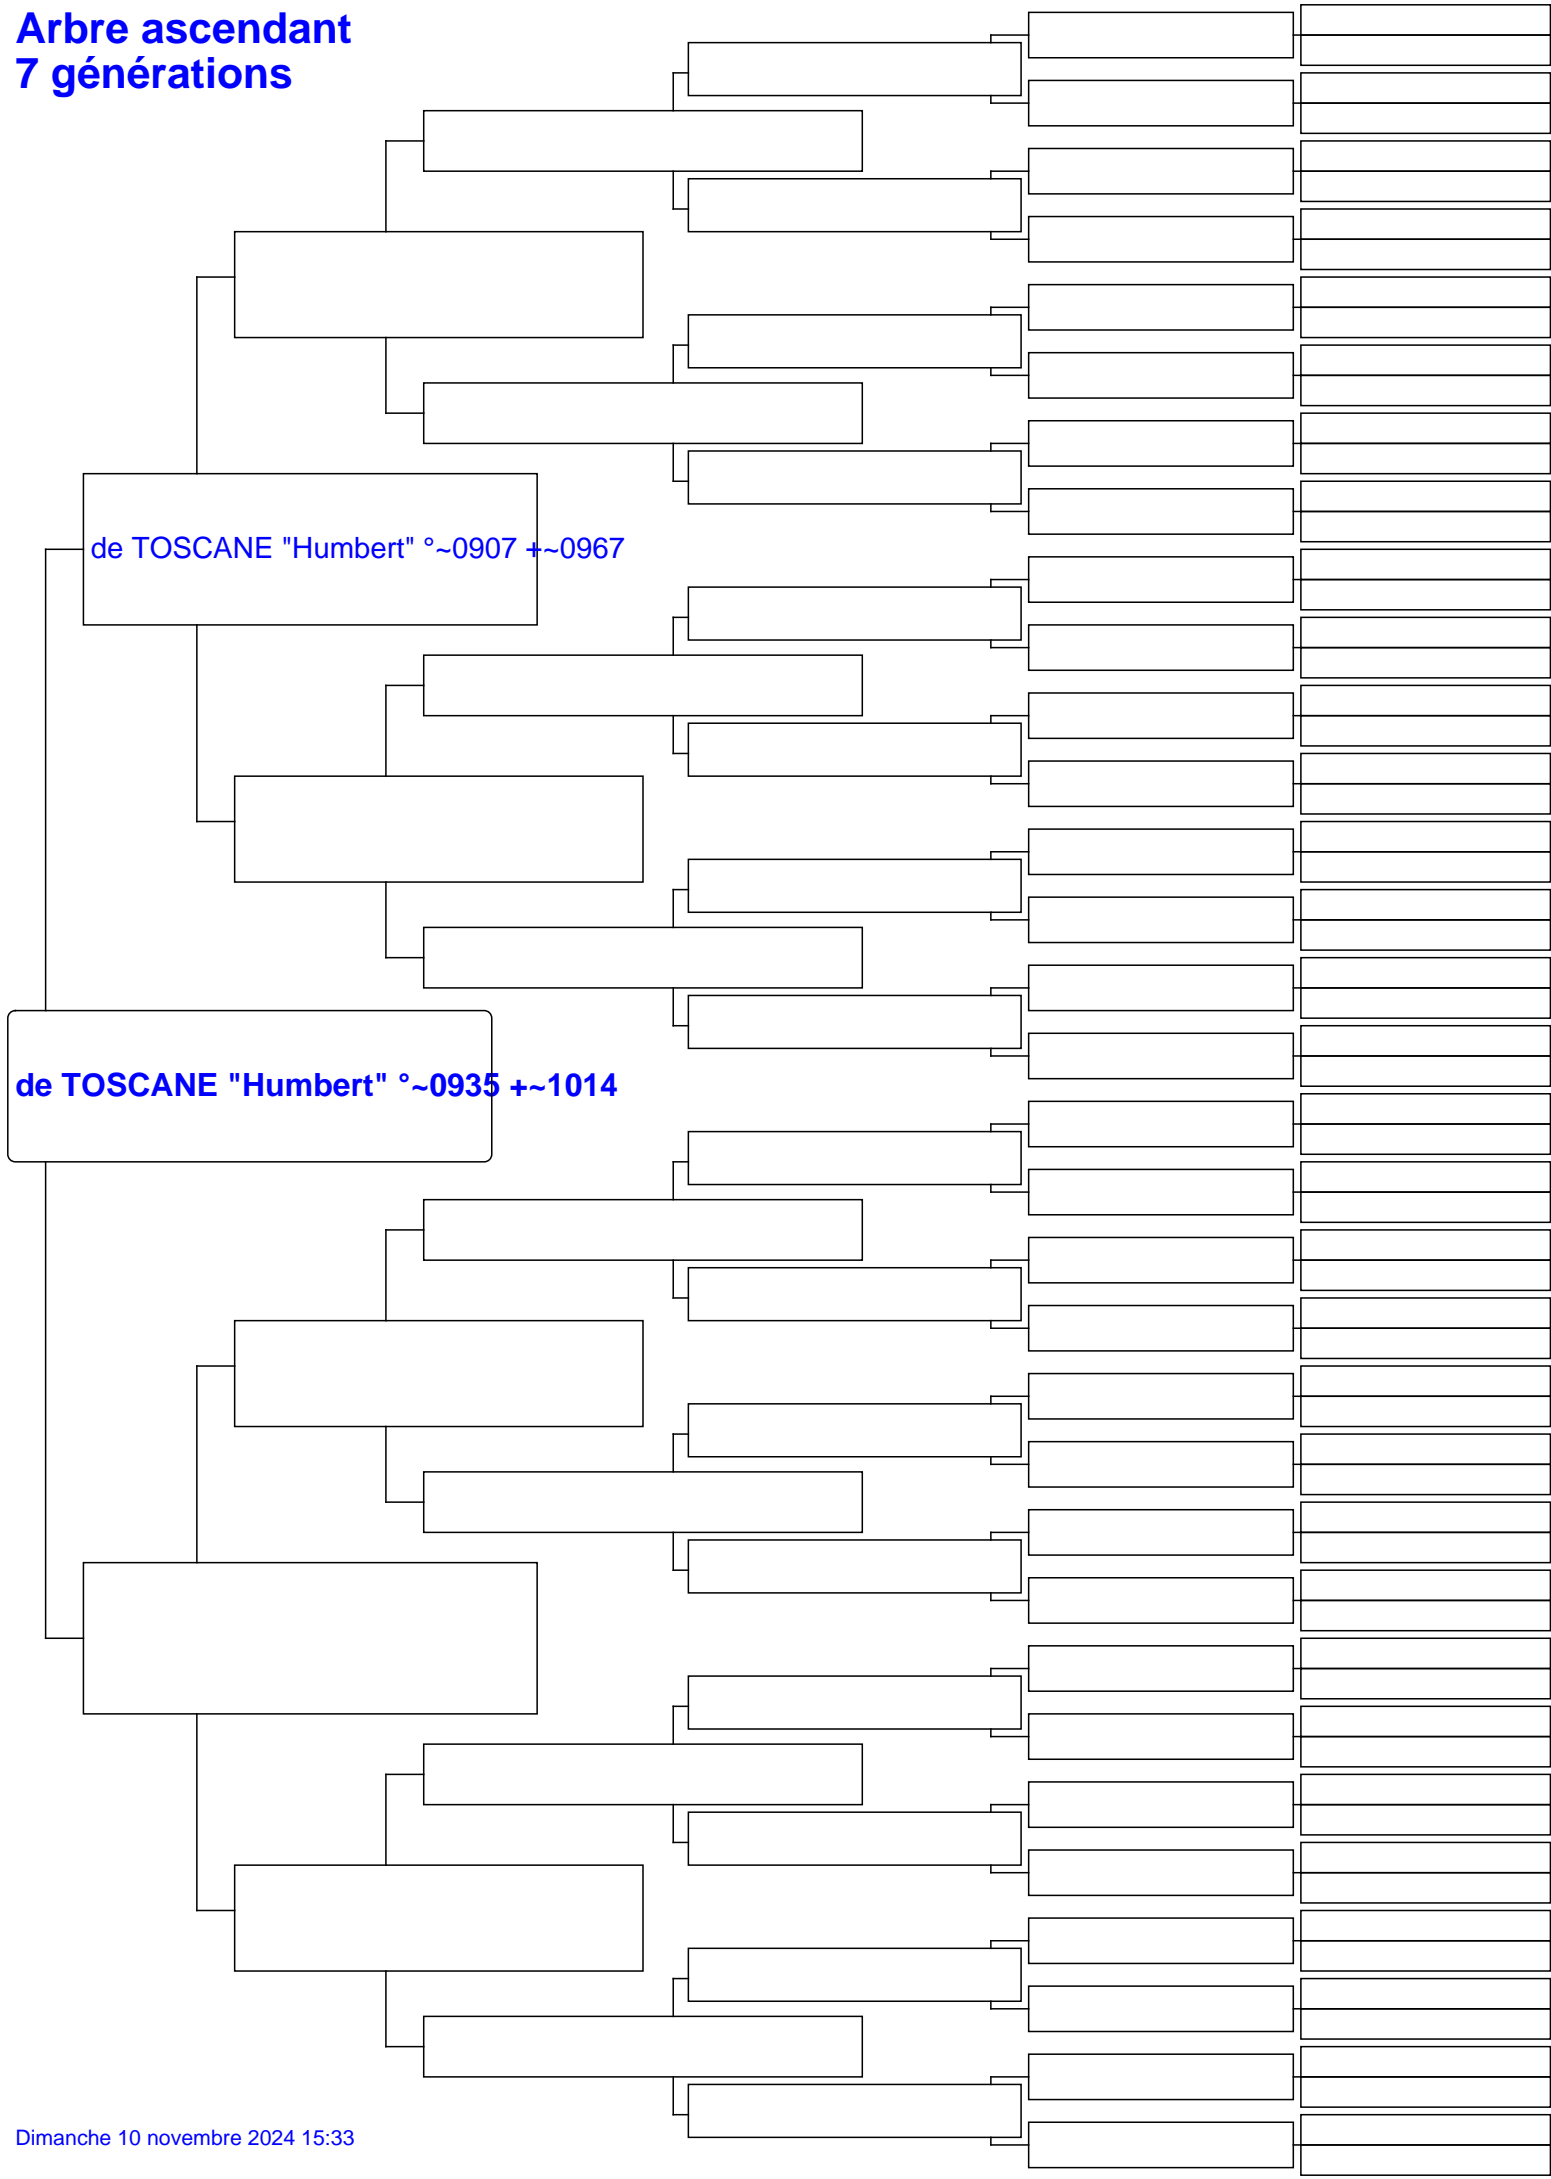 Arbre ascendant
7 générations
de TOSCANE "Humbert" °~0907 +~0967
de TOSCANE "Humbert" °~0935 +~1014
Dimanche 10 novembre 2024 15:33